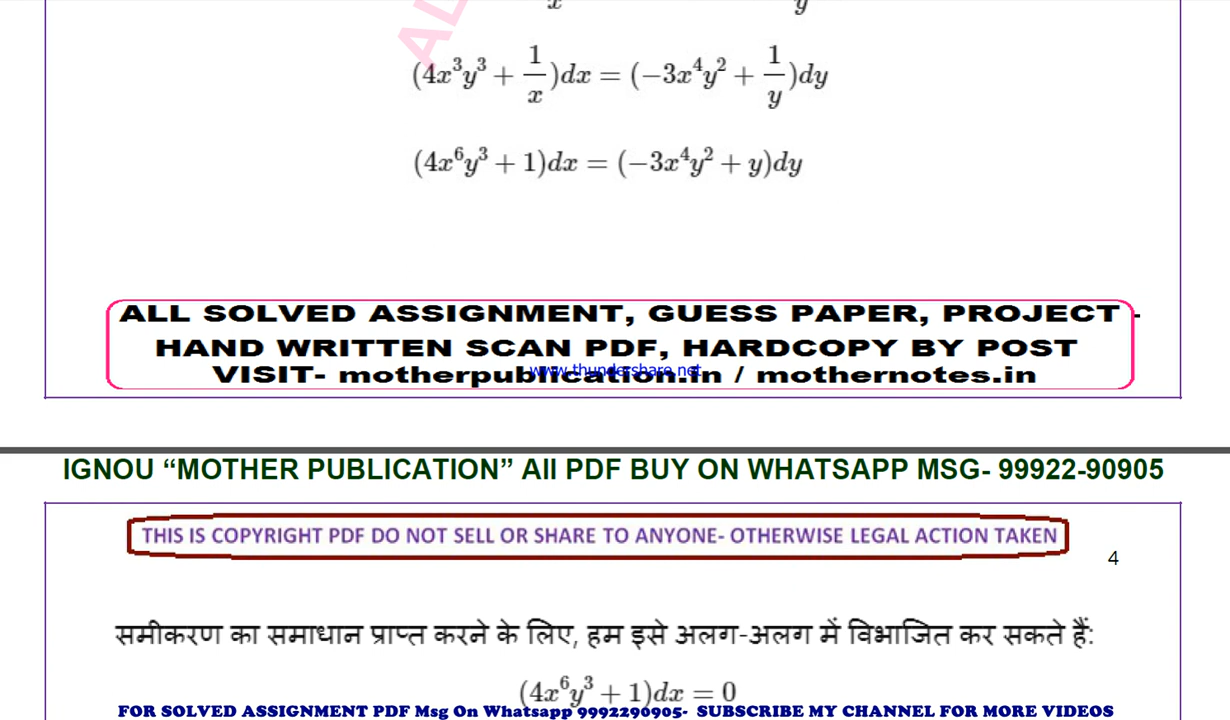 AL
x y
(4x³y³ + 1/x)dx = (−3x⁴y² + 1/y)dy
(4x⁶y³ + 1)dx = (−3x⁴y² + y)dy
ALL SOLVED ASSIGNMENT, GUESS PAPER, PROJECT -
HAND WRITTEN SCAN PDF, HARDCOPY BY POST
VISIT- motherpublication.in / mothernotes.in
www.thundershare.net
IGNOU “MOTHER PUBLICATION” All PDF BUY ON WHATSAPP MSG- 99922-90905
THIS IS COPYRIGHT PDF DO NOT SELL OR SHARE TO ANYONE- OTHERWISE LEGAL ACTION TAKEN
4
समीकरण का समाधान प्राप्त करने के लिए, हम इसे अलग-अलग में विभाजित कर सकते हैं:
(4x⁶y³ + 1)dx = 0
FOR SOLVED ASSIGNMENT PDF Msg On Whatsapp 9992290905- SUBSCRIBE MY CHANNEL FOR MORE VIDEOS